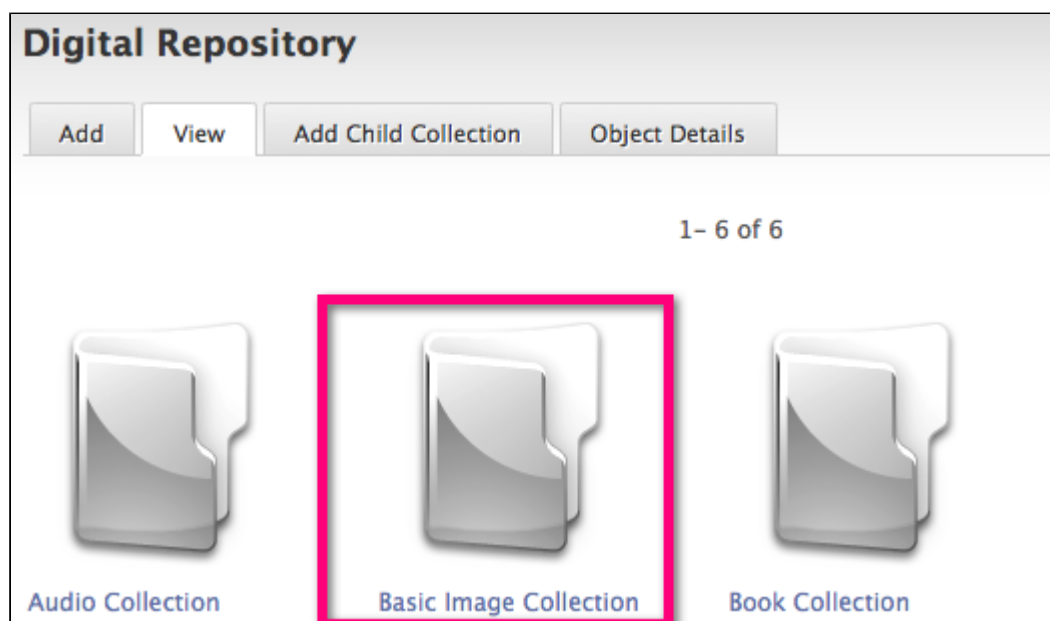 Digital Repository
Add View Add Child Collection Object Details
1– 6 of 6
Audio Collection Basic Image Collection Book Collection